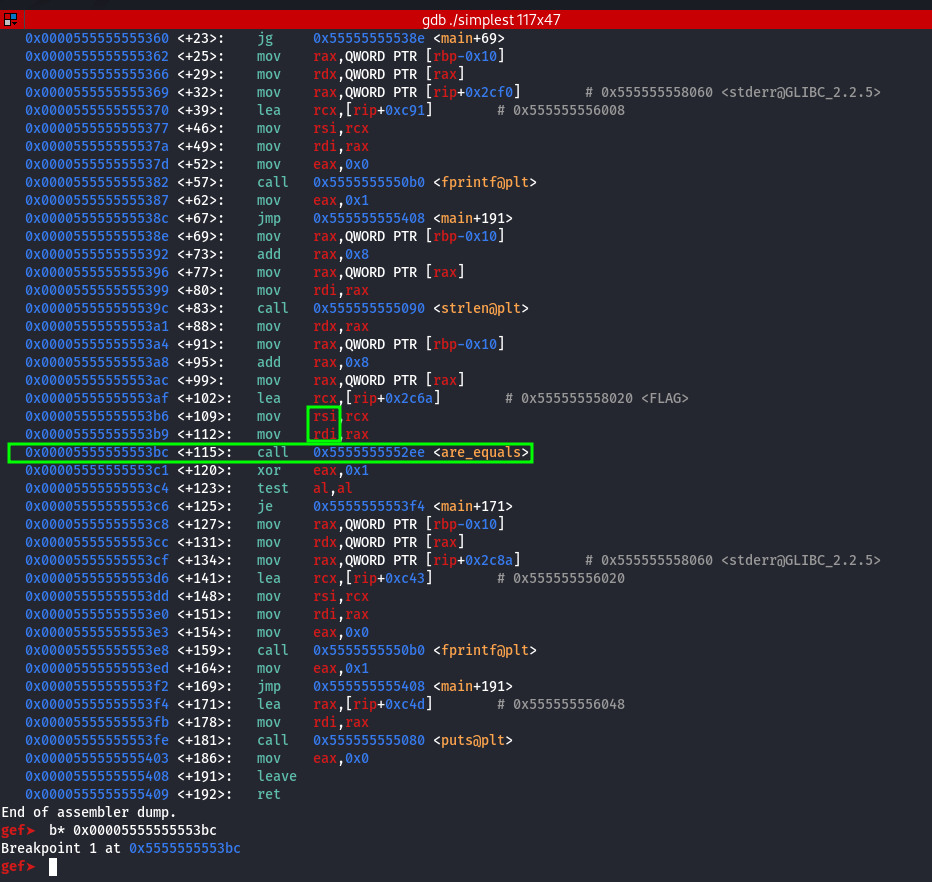 gdb ./simplest 117x47
0x0000555555555360 <+23>: jg 0x55555555538e <main+69>
0x0000555555555362 <+25>: mov rax,QWORD PTR [rbp-0x10]
0x0000555555555366 <+29>: mov rdx,QWORD PTR [rax]
0x0000555555555369 <+32>: mov rax,QWORD PTR [rip+0x2cf0] # 0x555555558060 <stderr@GLIBC_2.2.5>
0x0000555555555370 <+39>: lea rcx,[rip+0xc91] # 0x555555556008
0x0000555555555377 <+46>: mov rsi,rcx
0x000055555555537a <+49>: mov rdi,rax
0x000055555555537d <+52>: mov eax,0x0
0x0000555555555382 <+57>: call 0x5555555550b0 <fprintf@plt>
0x0000555555555387 <+62>: mov eax,0x1
0x000055555555538c <+67>: jmp 0x555555555408 <main+191>
0x000055555555538e <+69>: mov rax,QWORD PTR [rbp-0x10]
0x0000555555555392 <+73>: add rax,0x8
0x0000555555555396 <+77>: mov rax,QWORD PTR [rax]
0x0000555555555399 <+80>: mov rdi,rax
0x000055555555539c <+83>: call 0x555555555090 <strlen@plt>
0x00005555555553a1 <+88>: mov rdx,rax
0x00005555555553a4 <+91>: mov rax,QWORD PTR [rbp-0x10]
0x00005555555553a8 <+95>: add rax,0x8
0x00005555555553ac <+99>: mov rax,QWORD PTR [rax]
0x00005555555553af <+102>: lea rcx,[rip+0x2c6a] # 0x555555558020 <FLAG>
0x00005555555553b6 <+109>: mov rsi,rcx
0x00005555555553b9 <+112>: mov rdi,rax
0x00005555555553bc <+115>: call 0x5555555552ee <are_equals>
0x00005555555553c1 <+120>: xor eax,0x1
0x00005555555553c4 <+123>: test al,al
0x00005555555553c6 <+125>: je 0x5555555553f4 <main+171>
0x00005555555553c8 <+127>: mov rax,QWORD PTR [rbp-0x10]
0x00005555555553cc <+131>: mov rdx,QWORD PTR [rax]
0x00005555555553cf <+134>: mov rax,QWORD PTR [rip+0x2c8a] # 0x555555558060 <stderr@GLIBC_2.2.5>
0x00005555555553d6 <+141>: lea rcx,[rip+0xc43] # 0x555555556020
0x00005555555553dd <+148>: mov rsi,rcx
0x00005555555553e0 <+151>: mov rdi,rax
0x00005555555553e3 <+154>: mov eax,0x0
0x00005555555553e8 <+159>: call 0x5555555550b0 <fprintf@plt>
0x00005555555553ed <+164>: mov eax,0x1
0x00005555555553f2 <+169>: jmp 0x555555555408 <main+191>
0x00005555555553f4 <+171>: lea rax,[rip+0xc4d] # 0x555555556048
0x00005555555553fb <+178>: mov rdi,rax
0x00005555555553fe <+181>: call 0x555555555080 <puts@plt>
0x0000555555555403 <+186>: mov eax,0x0
0x0000555555555408 <+191>: leave
0x0000555555555409 <+192>: ret
End of assembler dump.
gef➤ b* 0x00005555555553bc
Breakpoint 1 at 0x5555555553bc
gef➤